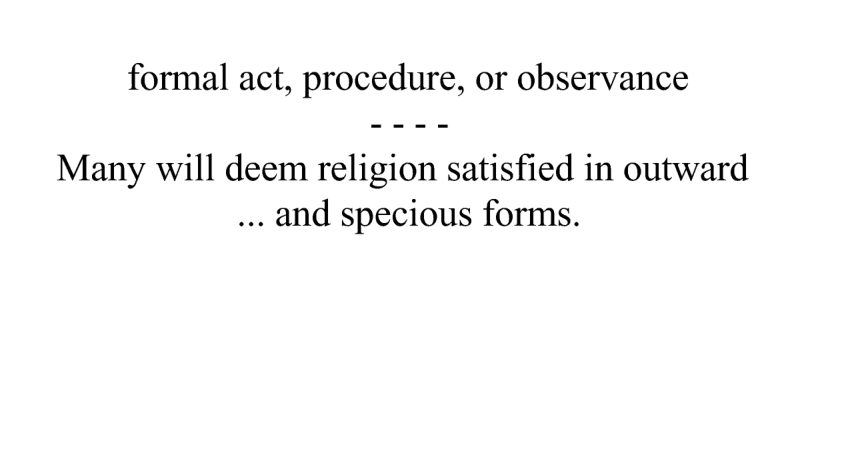 formal act, procedure, or observance
- - - -
Many will deem religion satisfied in outward
... and specious forms.